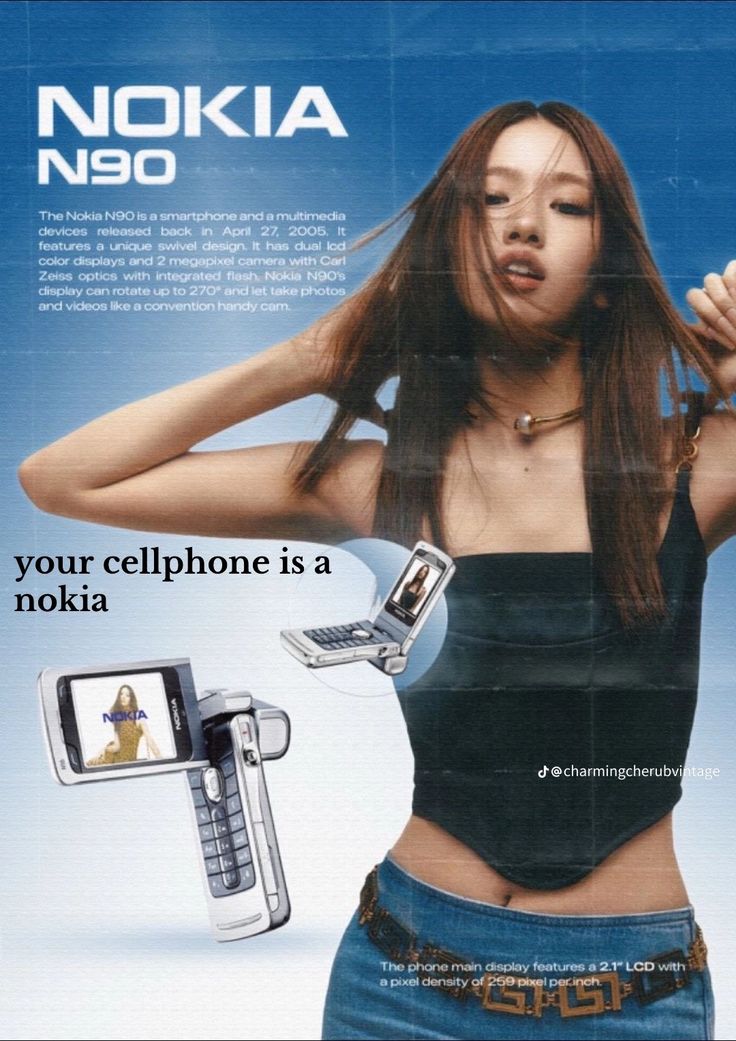 NOKIA
N90
The Nokia N90 is a smartphone and a multimedia
devices released back in April 27, 2005. It
features a unique swivel design. It has dual lcd
color displays and 2 megapixel camera with Carl
Zeiss optics with integrated flash. Nokia N90's
display can rotate up to 270° and let take photos
and videos like a convention handy cam.
your cellphone is a
nokia
NOKIA
NOKIA
@charmingcherubvintage
The phone main display features a 2.1" LCD with
a pixel density of 259 pixel per inch.